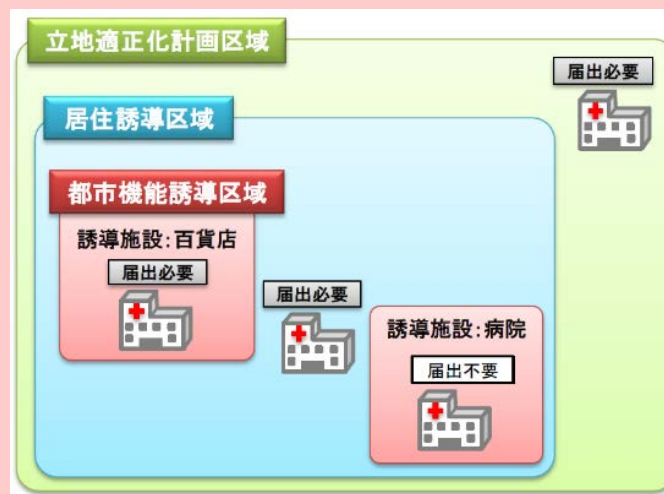 立地適正化計画区域
届出必要
居住誘導区域
都市機能誘導区域
誘導施設:百貨店
届出必要
届出必要
誘導施設:病院
届出不要